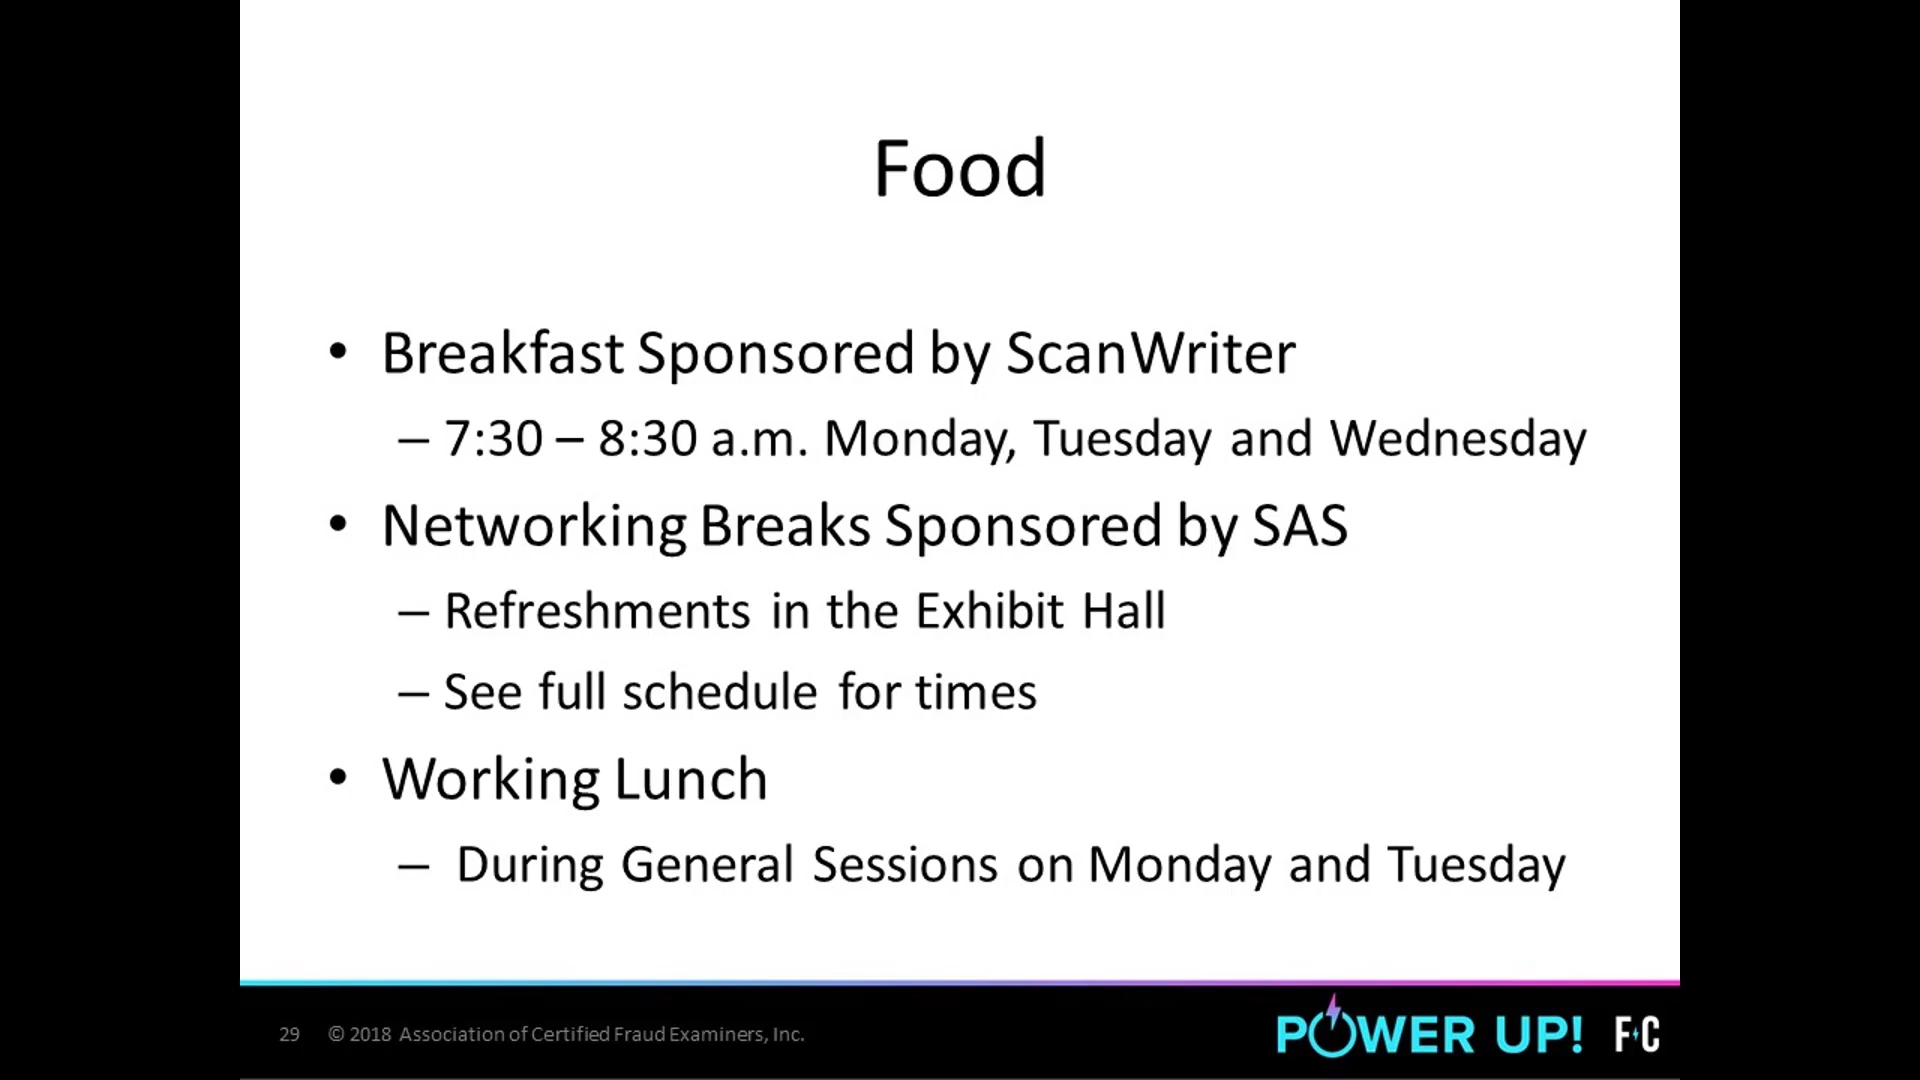 Food
• Breakfast Sponsored by ScanWriter
– 7:30 – 8:30 a.m. Monday, Tuesday and Wednesday
• Networking Breaks Sponsored by SAS
– Refreshments in the Exhibit Hall
– See full schedule for times
• Working Lunch
– During General Sessions on Monday and Tuesday
29 © 2018 Association of Certified Fraud Examiners, Inc.
POWER UP! F+C